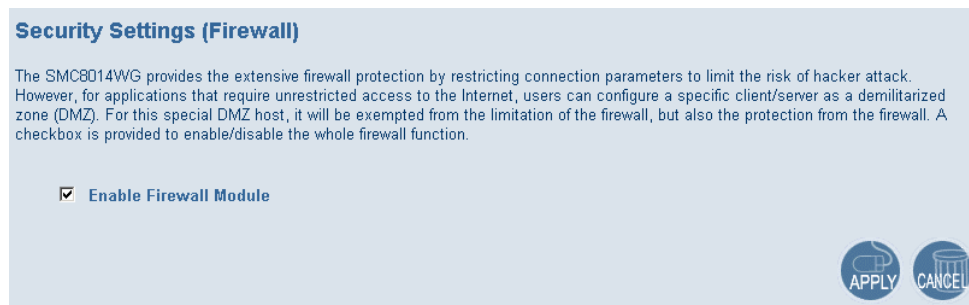 Security Settings (Firewall)
The SMC8014WG provides the extensive firewall protection by restricting connection parameters to limit the risk of hacker attack.
However, for applications that require unrestricted access to the Internet, users can configure a specific client/server as a demilitarized
zone (DMZ). For this special DMZ host, it will be exempted from the limitation of the firewall, but also the protection from the firewall. A
checkbox is provided to enable/disable the whole firewall function.
Enable Firewall Module
APPLY CANCEL